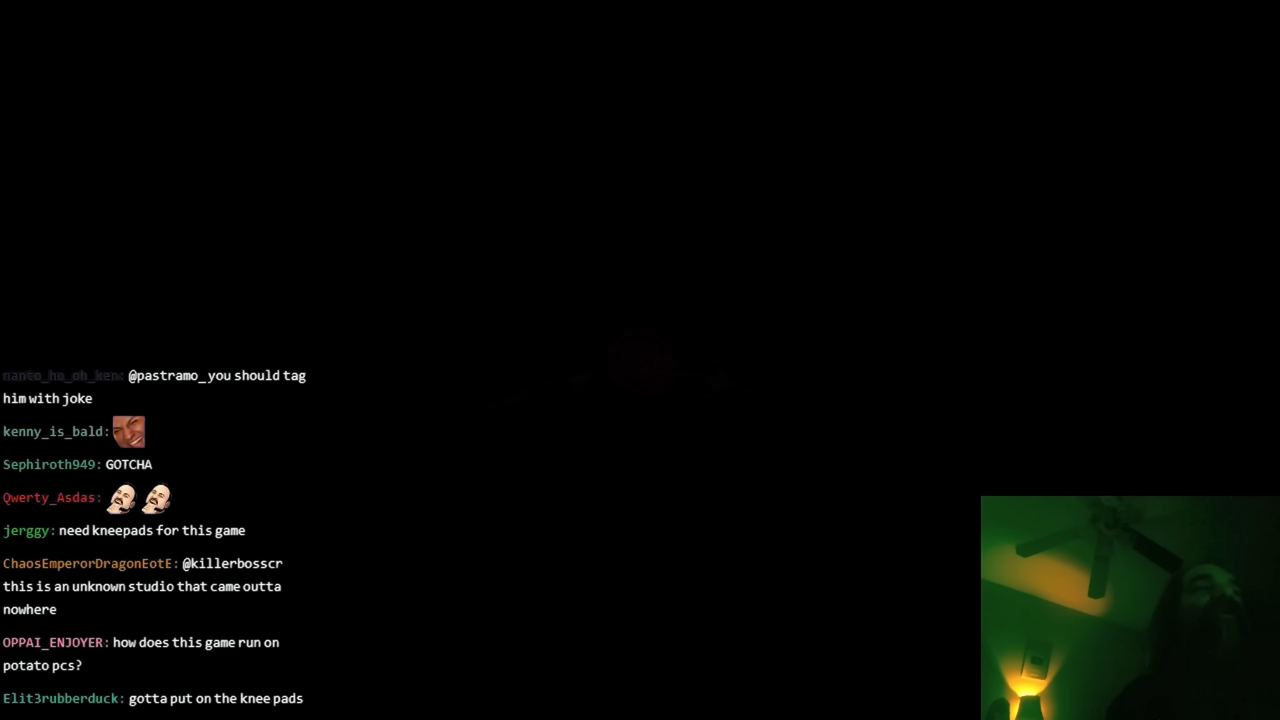 @pastramo_ you should tag
him with joke
kenny_is_bald:
Sephiroth949: GOTCHA
Qwerty_Asdas:
jerggy: need kneepads for this game
ChaosEmperorDragonEotE: @killerbosscr
this is an unknown studio that came outta
nowhere
OPPAI_ENJOYER: how does this game run on
potato pcs?
Elit3rubberduck: gotta put on the knee pads